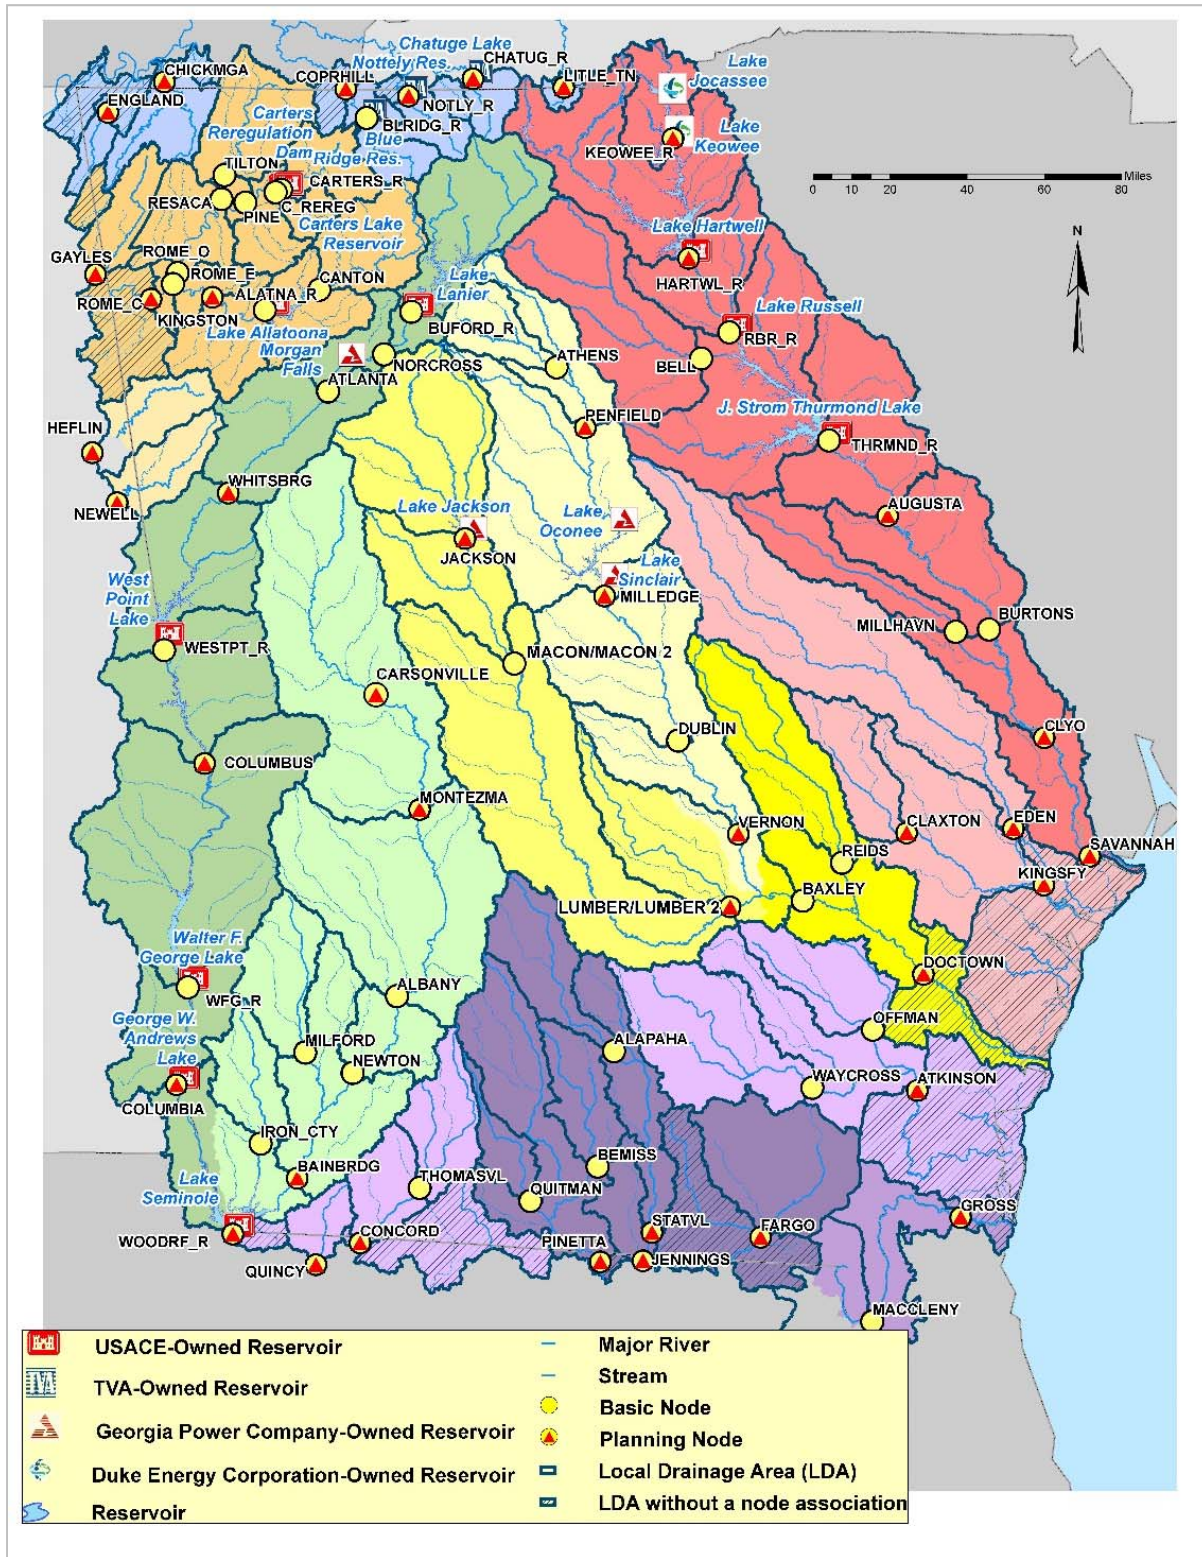 Chatuge Lake
Nottely Res.
CHATUG_R
Lake
Jocassee
CHICKMGA
COPRHILL
LITLE_TN
ENGLAND
NOTLY_R
Carters
Reregulation
Dam
BLRIDG_R
Blue
Ridge Res.
KEOWEE_R
Lake
Keowee
TILTON
CARTERS_R
0 10 20 40 60 80
Miles
RESACA
PINE
C_REREG
Carters Lake
Reservoir
Lake Hartwell
N
GAYLES
ROME_O
ROME_E
CANTON
HARTWL_R
ROME_C
KINGSTON
ALATNA_R
Lake
Lanier
Lake Russell
Lake Allatoona
BUFORD_R
RBR_R
Morgan
Falls
NORCROSS
ATHENS
BELL
ATLANTA
J. Strom Thurmond Lake
HEFLIN
PENFIELD
THRMND_R
NEWELL
WHITSBRG
Lake Jackson
JACKSON
Lake
Oconee
AUGUSTA
West
Point
Lake
Lake
Sinclair
MILLEDGE
WESTPT_R
MACON/MACON 2
MILLHAVN
BURTONS
CARSONVILLE
COLUMBUS
DUBLIN
CLYO
MONTEZMA
VERNON
REIDS
CLAXTON
EDEN
SAVANNAH
KINGSFY
BAXLEY
LUMBER/LUMBER 2
Walter F.
George Lake
WFG_R
ALBANY
DOCTOWN
George W.
Andrews
Lake
OFFMAN
MILFORD
NEWTON
ALAPAHA
COLUMBIA
WAYCROSS
ATKINSON
IRON_CTY
BAINBRDG
THOMASVL
BEMISS
QUITMAN
Lake
Seminole
WOODRF_R
CONCORD
STATVL
FARGO
GROSS
QUINCY
PINETTA
JENNINGS
MACCLENY
USACE-Owned Reservoir
TVA
TVA-Owned Reservoir
Georgia Power Company-Owned Reservoir
Duke Energy Corporation-Owned Reservoir
Reservoir
Major River
Stream
Basic Node
Planning Node
Local Drainage Area (LDA)
LDA without a node association